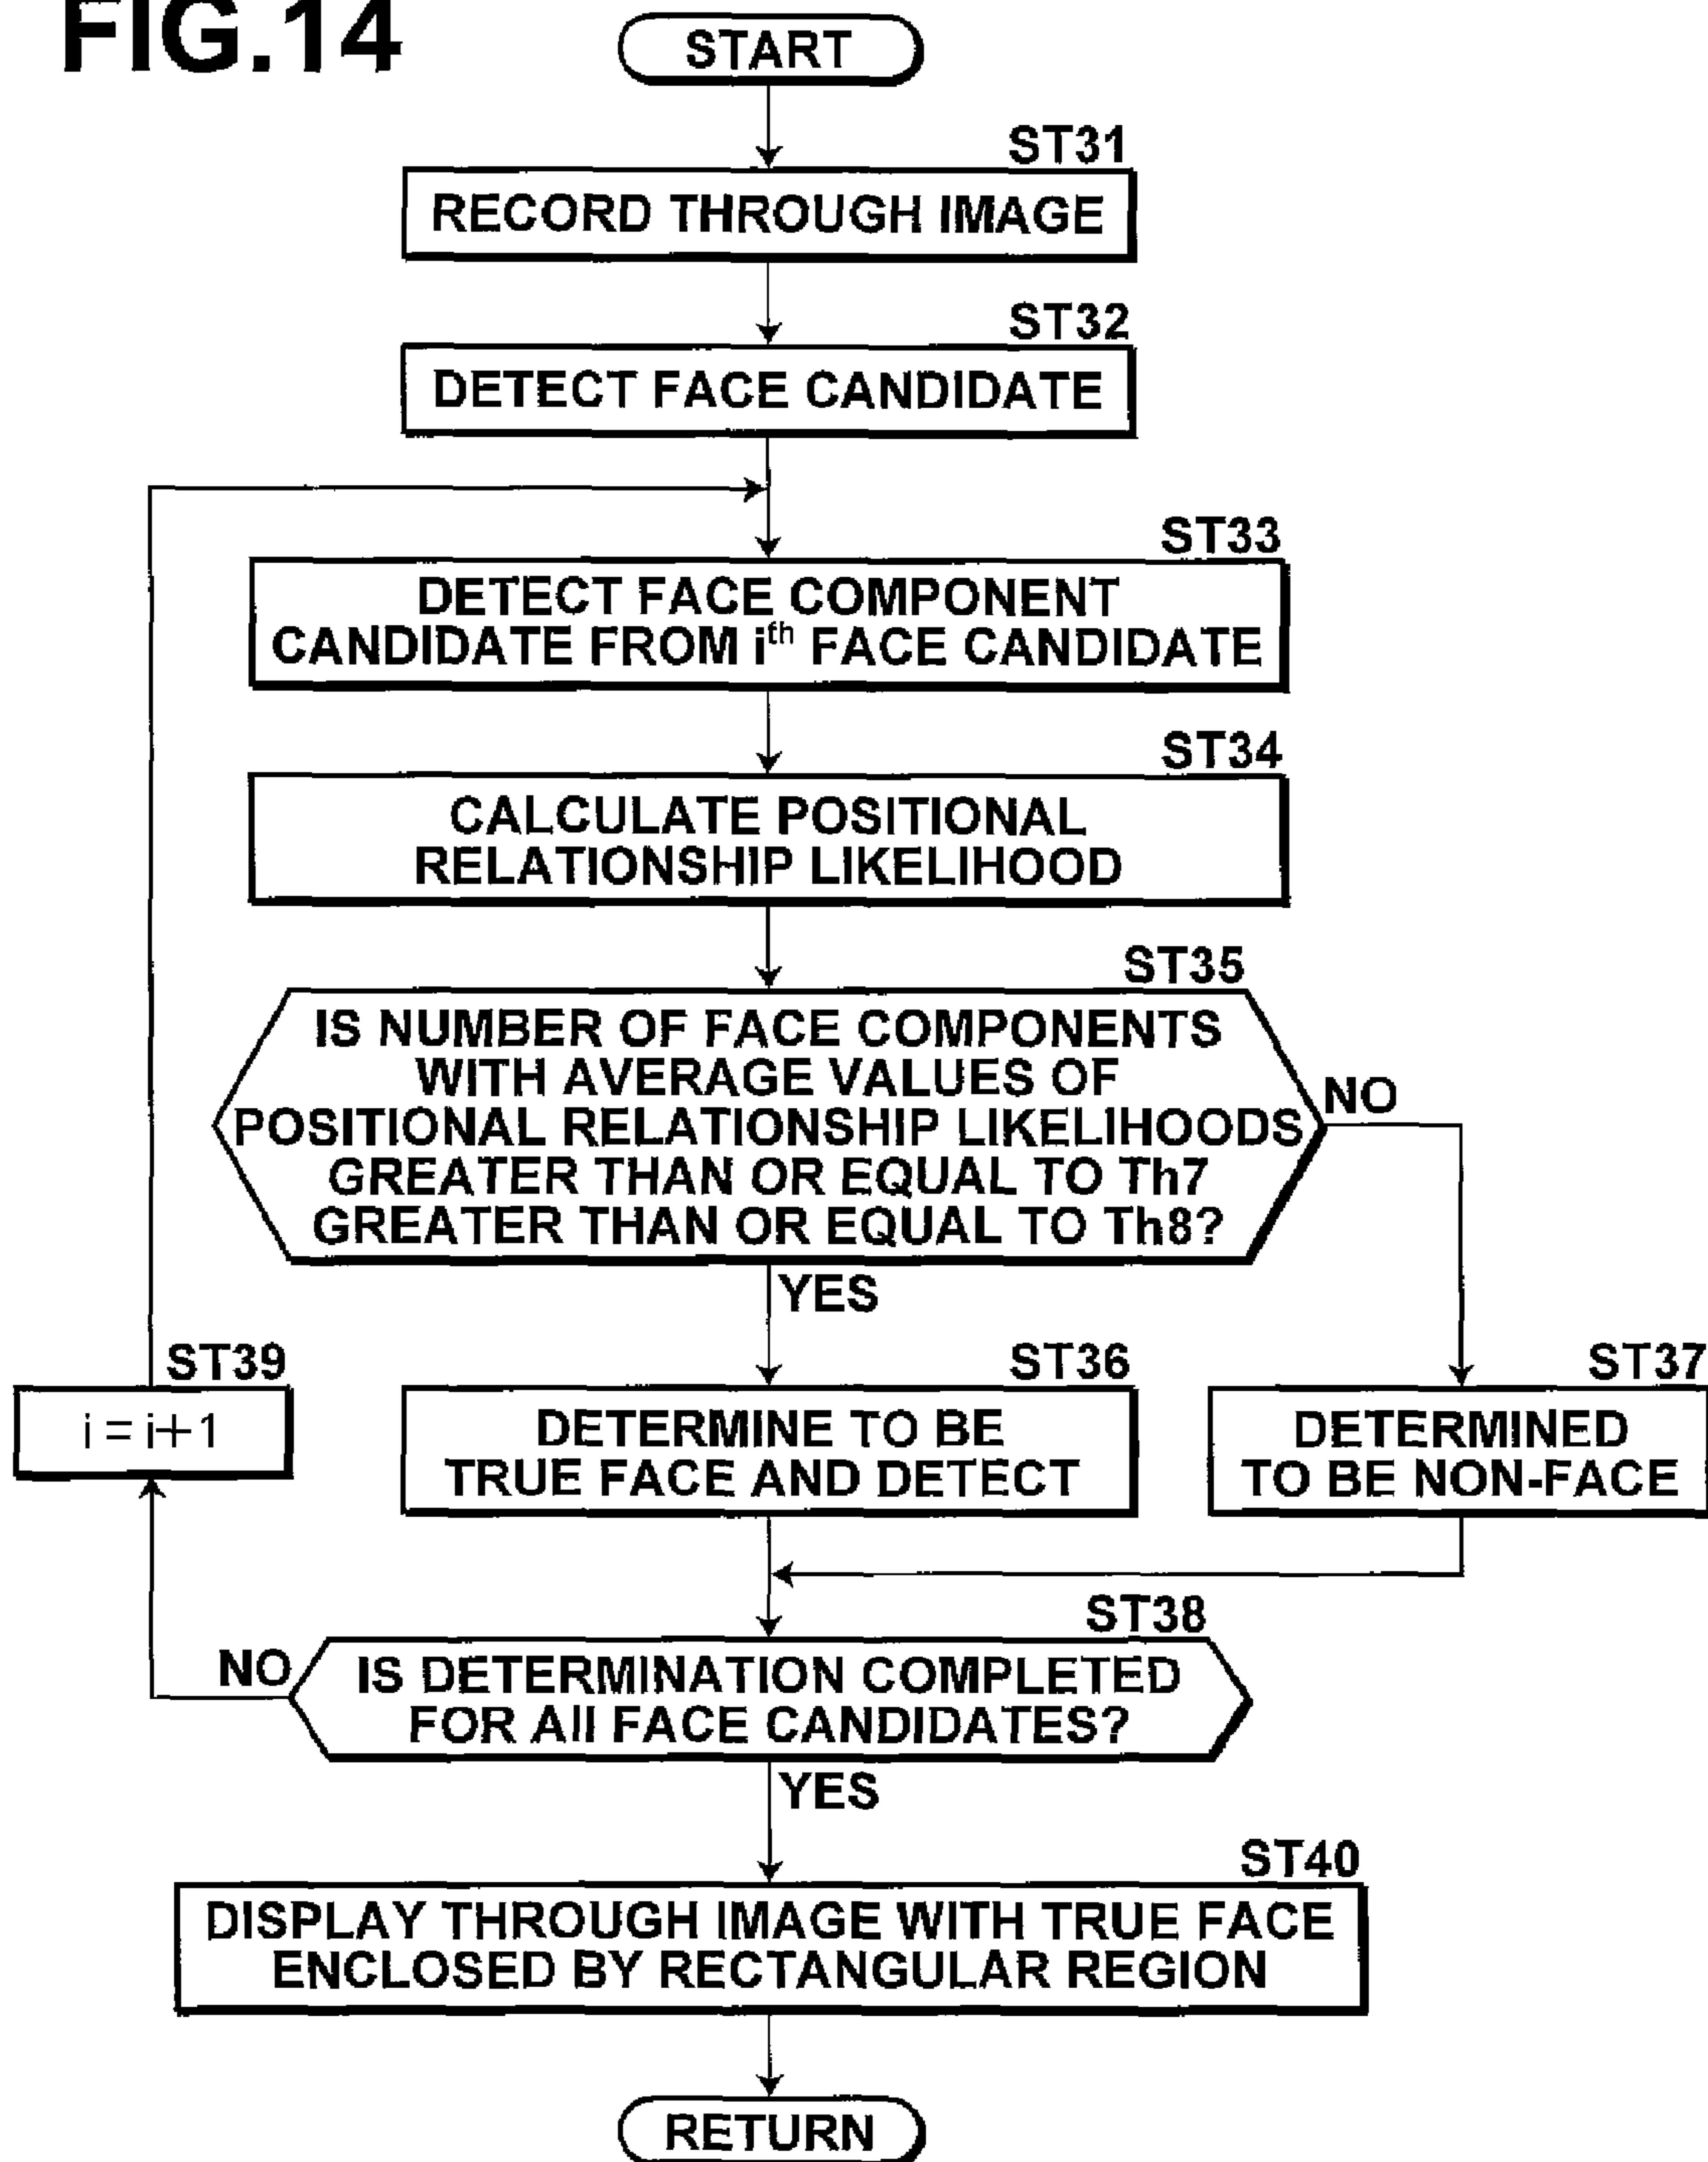 FIG.14
START
ST31
RECORD THROUGH IMAGE
ST32
DETECT FACE CANDIDATE
ST33
DETECT FACE COMPONENT
CANDIDATE FROM ith FACE CANDIDATE
ST34
CALCULATE POSITIONAL
RELATIONSHIP LIKELIHOOD
ST35
IS NUMBER OF FACE COMPONENTS
WITH AVERAGE VALUES OF
POSITIONAL RELATIONSHIP LIKELIHOODS
GREATER THAN OR EQUAL TO Th7
GREATER THAN OR EQUAL TO Th8?
NO
YES
ST39
i = i+1
ST36
DETERMINE TO BE
TRUE FACE AND DETECT
ST37
DETERMINED
TO BE NON-FACE
ST38
NO
IS DETERMINATION COMPLETED
FOR All FACE CANDIDATES?
YES
ST40
DISPLAY THROUGH IMAGE WITH TRUE FACE
ENCLOSED BY RECTANGULAR REGION
RETURN